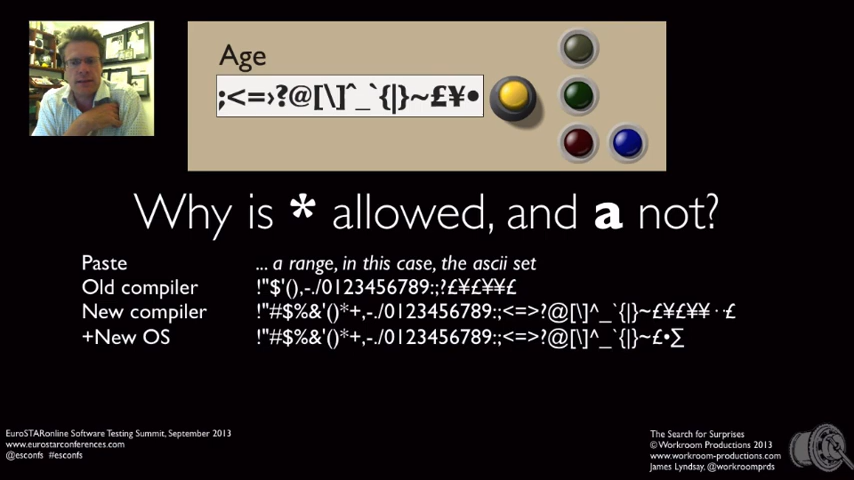 Age
;<=›?@[\]^_`{|}~£¥•
Why is * allowed, and a not?
Paste ... a range, in this case, the ascii set
Old compiler !"$'(),-./0123456789:;?£¥£¥¥£
New compiler !"#$%&'()*+,-./0123456789:;<=>?@[\]^_`{|}~£¥£¥¥··£
+New OS !"#$%&'()*+,-./0123456789:;<=>?@[\]^_`{|}~£•∑
EuroSTARonline Software Testing Summit, September 2013
www.eurostarconferences.com
@esconfs #esconfs
The Search for Surprises
©Workroom Productions 2013
www.workroom-productions.com
James Lyndsay, @workroomprds